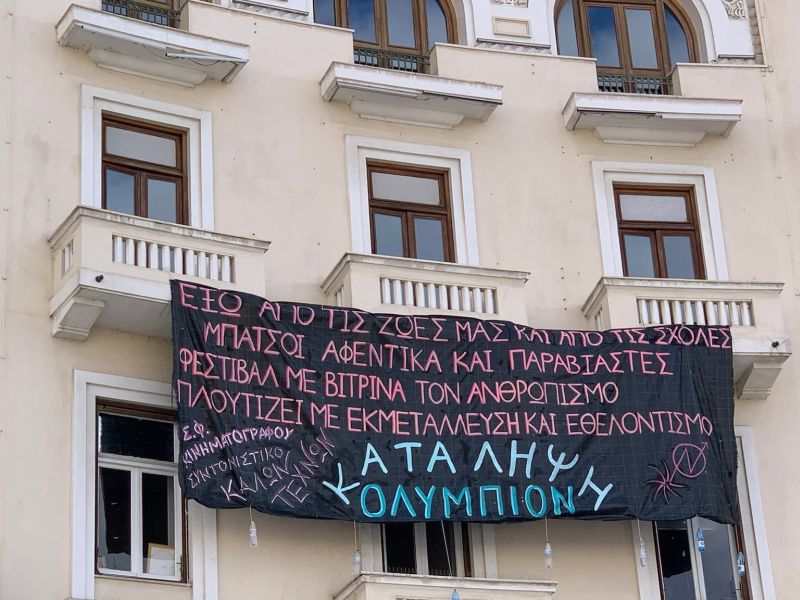 ΕΞΩ ΑΠΟ ΤΙΣ ΖΩΕΣ ΜΑΣ ΚΑΙ ΑΠΟ ΤΙΣ ΣΧΟΛΕΣ
ΜΠΑΤΣΟΙ ΑΦΕΝΤΙΚΑ ΚΑΙ ΠΑΡΑΒΙΑΣΤΕΣ
ΦΕΣΤΙΒΑΛ ΜΕ ΒΙΤΡΙΝΑ ΤΟΝ ΑΝΘΡΩΠΙΣΜΟ
ΠΛΟΥΤΙΖΕΙ ΜΕ ΕΚΜΕΤΑΛΛΕΥΣΗ ΚΑΙ ΕΘΕΛΟΝΤΙΣΜΟ
Σ.Φ.
ΚΙΝΗΜΑΤΟΓΡΑΦΟΥ
ΣΥΝΤΟΝΙΣΤΙΚΟ
ΚΑΛΩΝ
ΤΕΧΝΩΝ
ΚΑΤΑΛΗΨΗ
ΟΛΥΜΠΙΟΝ